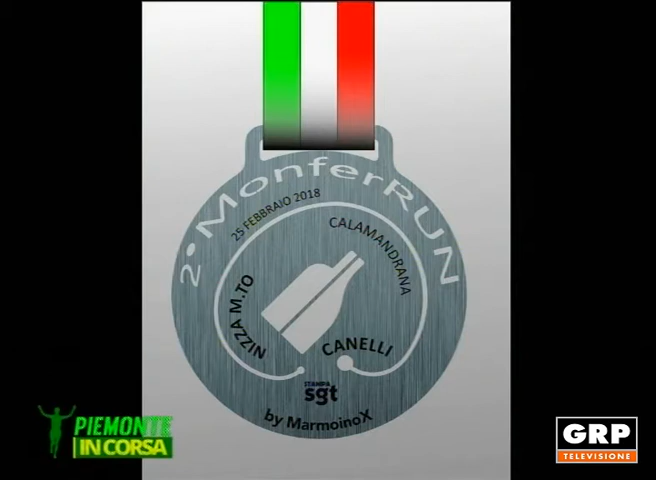 2° MonferRUN
25 FEBBRAIO 2018
CALAMANDRANA
NIZZA M.TO
CANELLI
STAMPA
sgt
by MarmoinoX
PIEMONTE
IN CORSA
GRP
TELEVISIONE